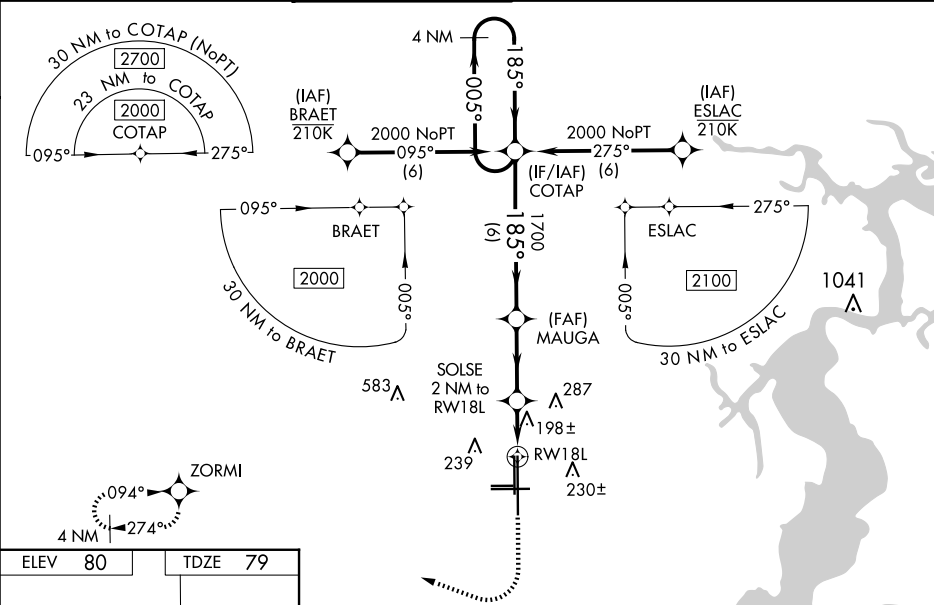 30 NM to COTAP (NoPT)
2700
23 NM to COTAP
2000
COTAP
095°
275°
4 NM
005°
185°
(IAF)
BRAET
210K
2000 NoPT
095°
(6)
(IF/IAF)
COTAP
2000 NoPT
275°
(6)
(IAF)
ESLAC
210K
095°
BRAET
2000
005°
30 NM to BRAET
1700
185°
(6)
275°
ESLAC
2100
005°
30 NM to ESLAC
1041
(FAF)
MAUGA
SOLSE
2 NM to
RW18L
583
287
198±
239
RW18L
230±
ZORMI
094°
274°
4 NM
ELEV 80
TDZE 79